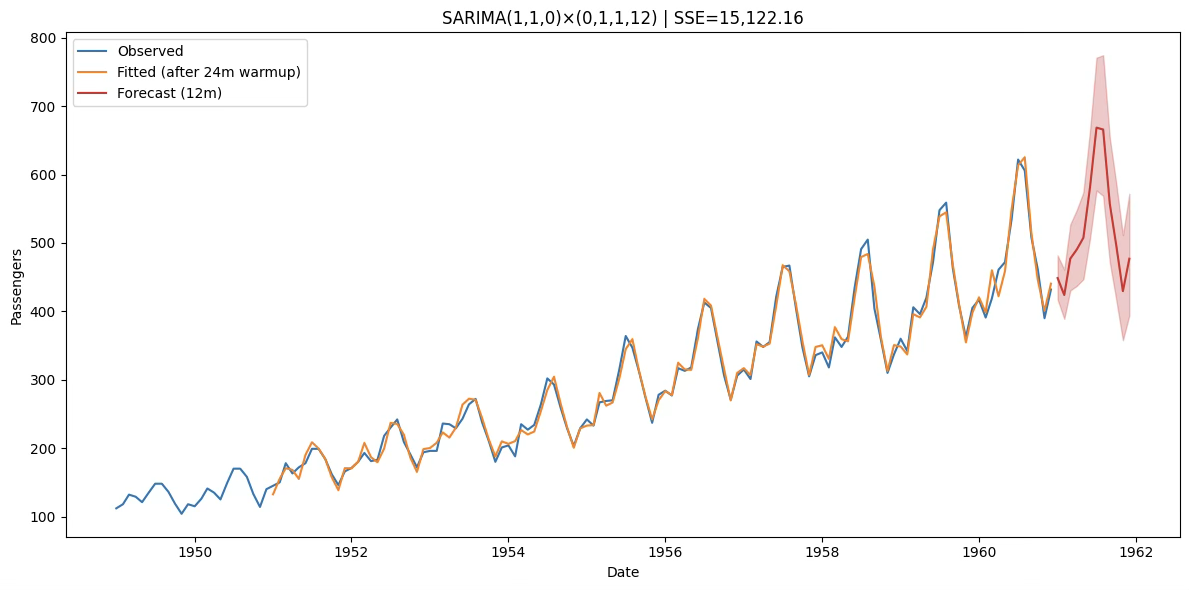 SARIMA(1,1,0)×(0,1,1,12) | SSE=15,122.16
Observed
Fitted (after 24m warmup)
Forecast (12m)
800
700
600
500
400
300
200
100
Passengers
1950
1952
1954
1956
1958
1960
1962
Date